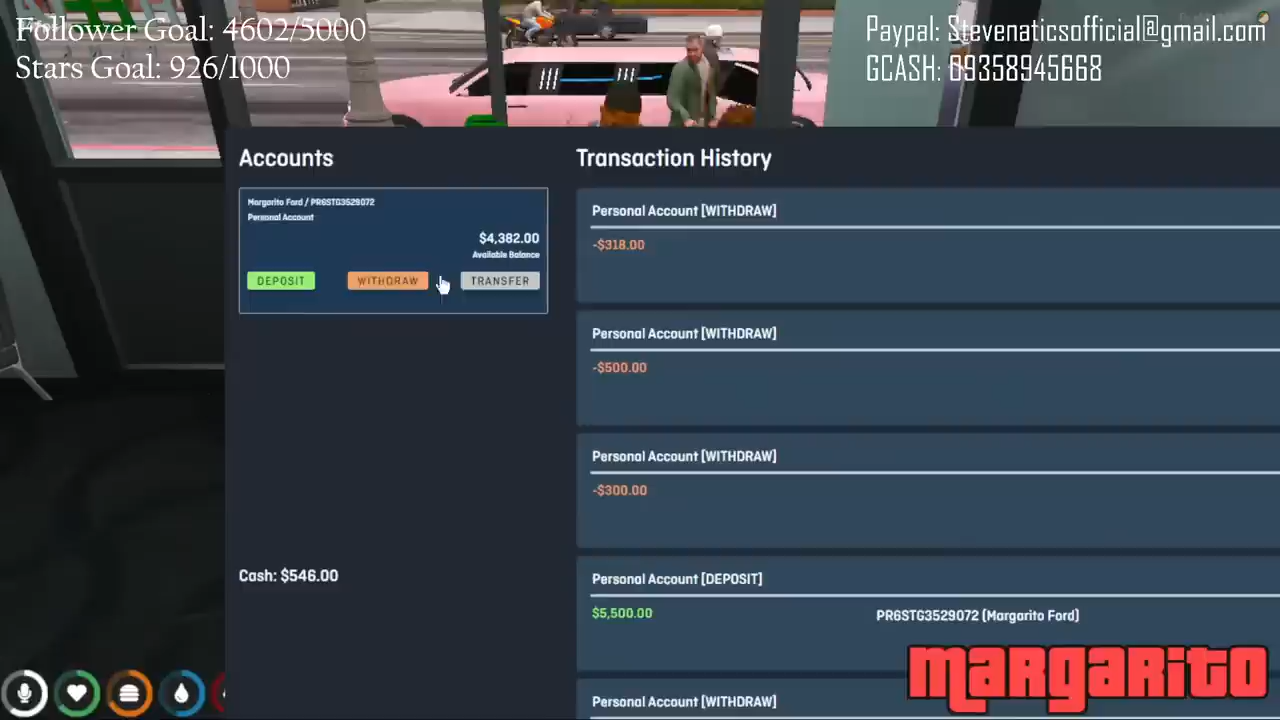 Follower Goal: 4602/5000
Stars Goal: 926/1000
Paypal: Stevenaticsofficial@gmail.com
GCASH: 09358945668
Accounts
Margarito Ford / PR6STG3529072
Personal Account
$4,382.00
Available Balance
DEPOSIT
WITHDRAW
TRANSFER
Cash: $546.00
Transaction History
Personal Account [WITHDRAW]
-$318.00
Personal Account [WITHDRAW]
-$500.00
Personal Account [WITHDRAW]
-$300.00
Personal Account [DEPOSIT]
$5,500.00
PR6STG3529072 (Margarito Ford)
Personal Account [WITHDRAW]
MARGARITO